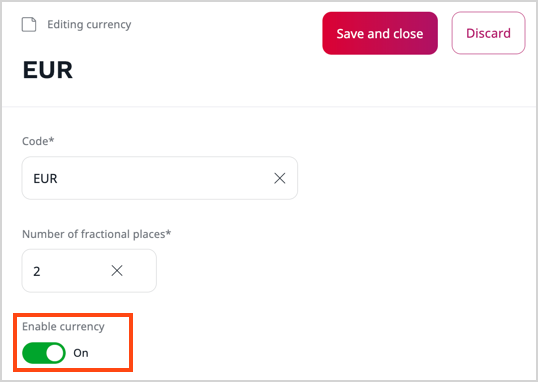 Editing currency
Save and close
Discard
EUR
Code*
EUR
Number of fractional places*
2
Enable currency
On